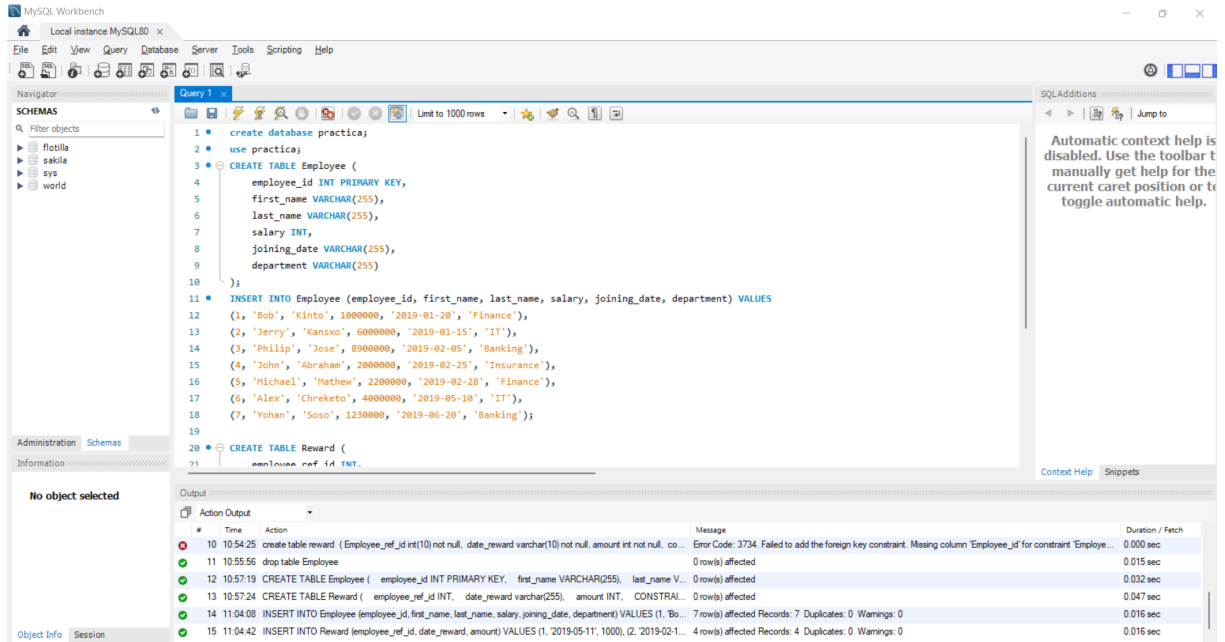 MySQL Workbench
Local instance MySQL80
File Edit View Query Database Server Tools Scripting Help
Navigator
SCHEMAS
Filter objects
flotilla
sakila
sys
world
Administration Schemas
Information
No object selected
Object Info Session
Query 1
Limit to 1000 rows
1 create database practica;
2 use practica;
3 CREATE TABLE Employee (
4 employee_id INT PRIMARY KEY,
5 first_name VARCHAR(255),
6 last_name VARCHAR(255),
7 salary INT,
8 joining_date VARCHAR(255),
9 department VARCHAR(255)
10 );
11 INSERT INTO Employee (employee_id, first_name, last_name, salary, joining_date, department) VALUES
12 (1, 'Bob', 'Kinto', 1000000, '2019-01-20', 'Finance'),
13 (2, 'Jerry', 'Kansxo', 6000000, '2019-01-15', 'IT'),
14 (3, 'Philip', 'Jose', 8900000, '2019-02-05', 'Banking'),
15 (4, 'John', 'Abraham', 2000000, '2019-02-25', 'Insurance'),
16 (5, 'Michael', 'Mathew', 2200000, '2019-02-28', 'Finance'),
17 (6, 'Alex', 'Chreketo', 4000000, '2019-05-10', 'IT'),
18 (7, 'Yohan', 'Soso', 1230000, '2019-06-20', 'Banking');
19
20 CREATE TABLE Reward (
21 employee_ref_id INT,
SQLAdditions
Jump to
Automatic context help is
disabled. Use the toolbar t
manually get help for the
current caret position or to
toggle automatic help.
Context Help Snippets
Output
Action Output
# Time Action Message Duration / Fetch
10 10:54:25 create table reward ( Employee_ref_id int(10) not null, date_reward varchar(10) not null, amount int not null, co... Error Code: 3734. Failed to add the foreign key constraint. Missing column 'Employee_id' for constraint 'Employe... 0.000 sec
11 10:55:56 drop table Employee 0 row(s) affected 0.015 sec
12 10:57:19 CREATE TABLE Employee ( employee_id INT PRIMARY KEY, first_name VARCHAR(255), last_name V... 0 row(s) affected 0.032 sec
13 10:57:24 CREATE TABLE Reward ( employee_ref_id INT, date_reward varchar(255), amount INT, CONSTRAI... 0 row(s) affected 0.047 sec
14 11:04:08 INSERT INTO Employee (employee_id, first_name, last_name, salary, joining_date, department) VALUES (1, 'Bo... 7 row(s) affected Records: 7 Duplicates: 0 Warnings: 0 0.016 sec
15 11:04:42 INSERT INTO Reward (employee_ref_id, date_reward, amount) VALUES (1, '2019-05-11', 1000), (2, '2019-02-1... 4 row(s) affected Records: 4 Duplicates: 0 Warnings: 0 0.016 sec